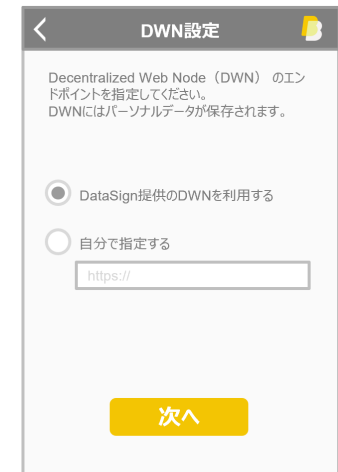 DWN設定
Decentralized Web Node（DWN） のエン
ドポイントを指定してください。
DWNにはパーソナルデータが保存されます。
DataSign提供のDWNを利用する
自分で指定する
https://
次へ